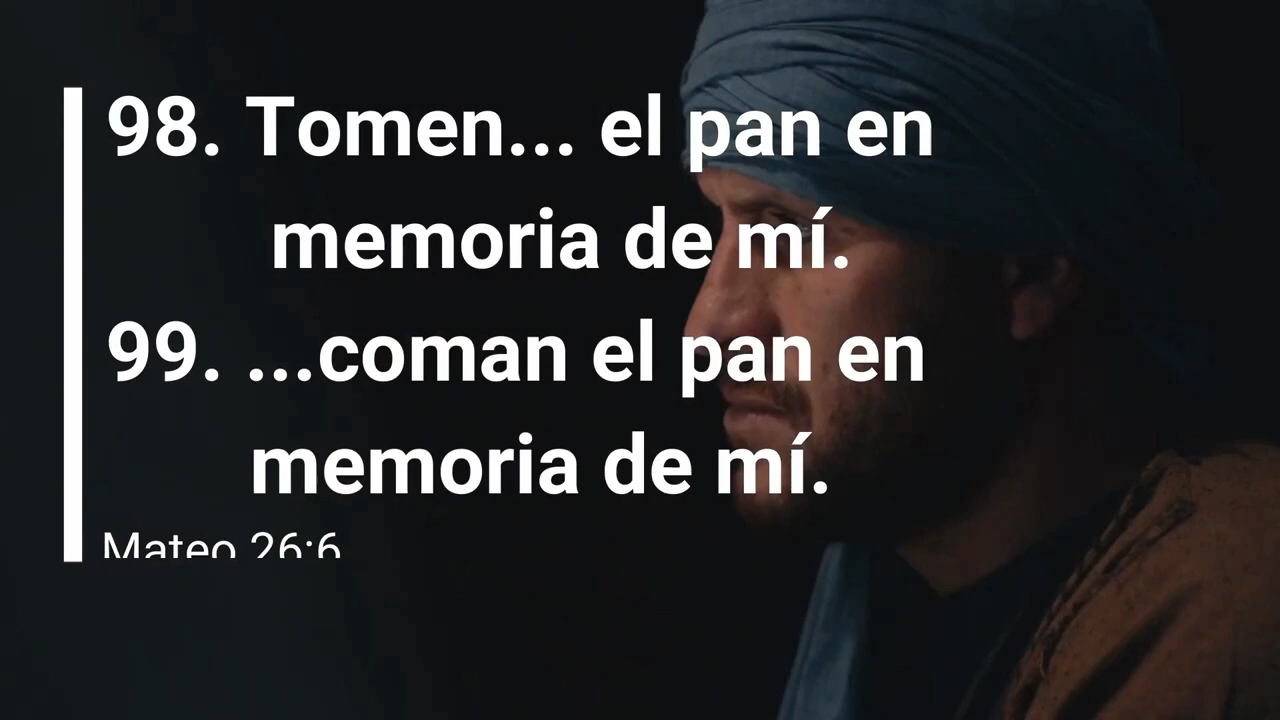 98. Tomen... el pan en
memoria de mí.
99. ...coman el pan en
memoria de mí.
Mateo 26:6